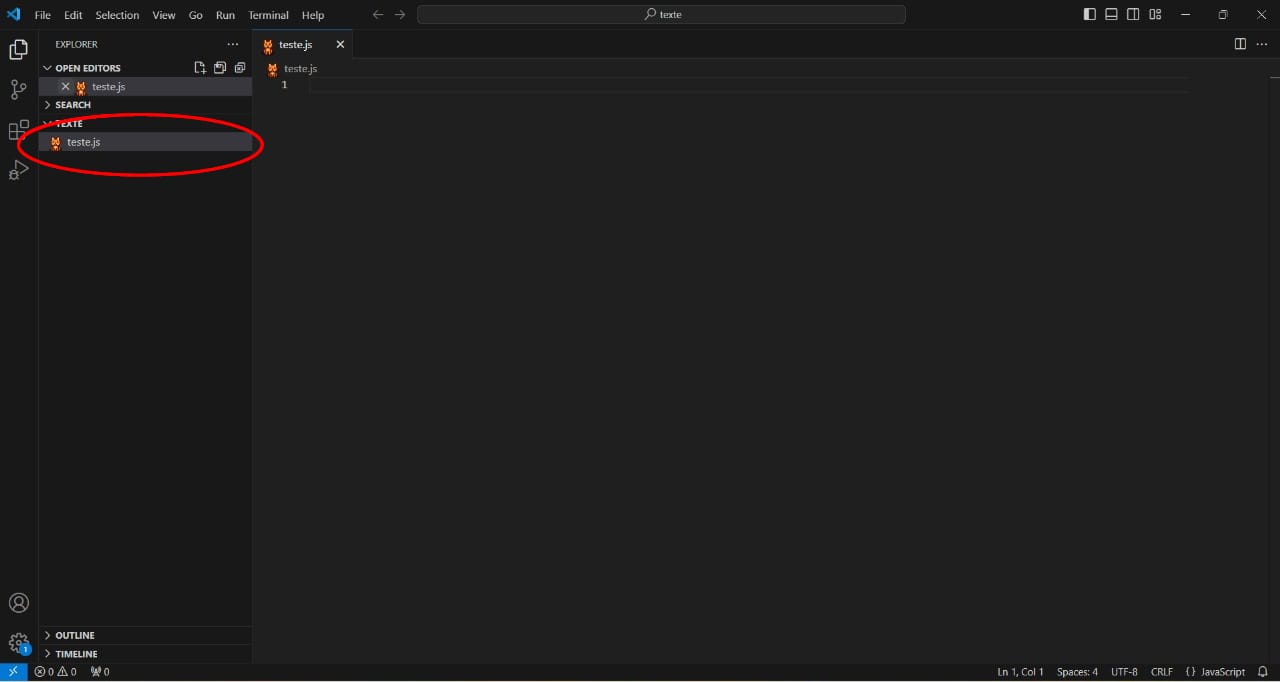 File Edit Selection View Go Run Terminal Help
texte
EXPLORER
teste.js
OPEN EDITORS
teste.js
teste.js
1
SEARCH
TEXTE
teste.js
OUTLINE
1
TIMELINE
0 0 0
Ln 1, Col 1 Spaces: 4 UTF-8 CRLF {} JavaScript